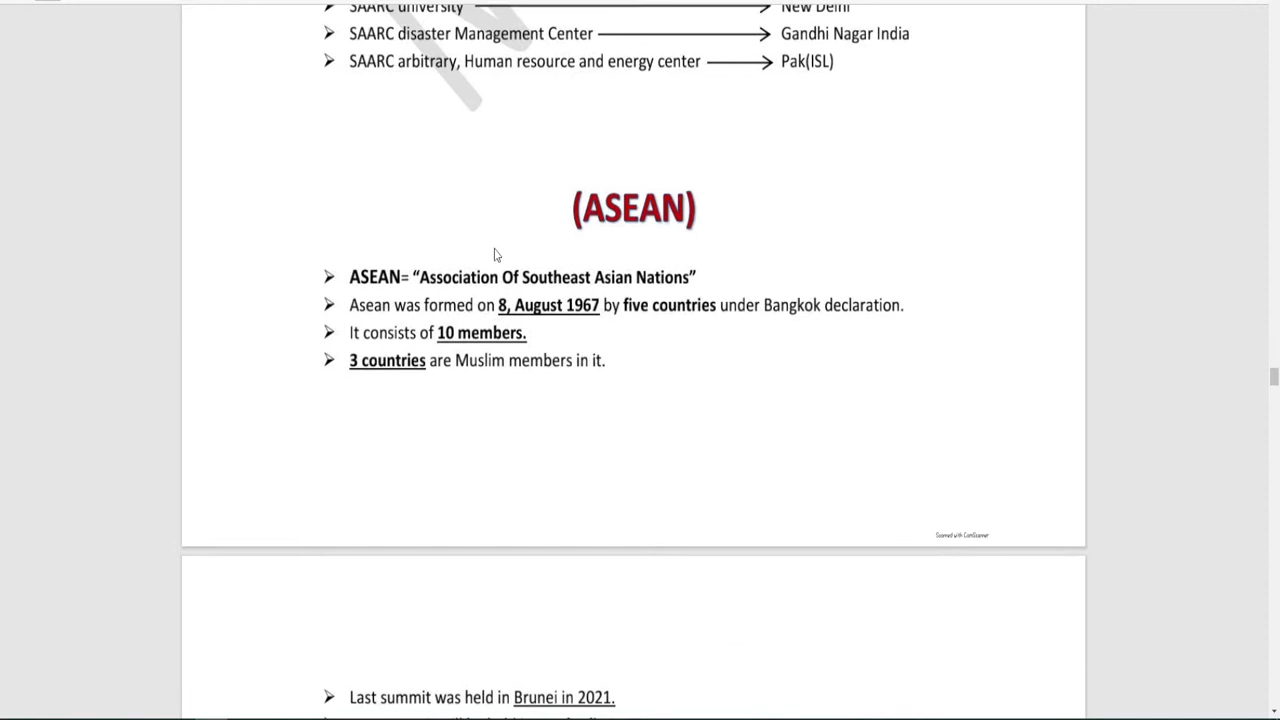 SAARC university New Delhi
SAARC disaster Management Center Gandhi Nagar India
SAARC arbitrary, Human resource and energy center Pak(ISL)
(ASEAN)
ASEAN= “Association Of Southeast Asian Nations”
Asean was formed on 8, August 1967 by five countries under Bangkok declaration.
It consists of 10 members.
3 countries are Muslim members in it.
Scanned with CamScanner
Last summit was held in Brunei in 2021.